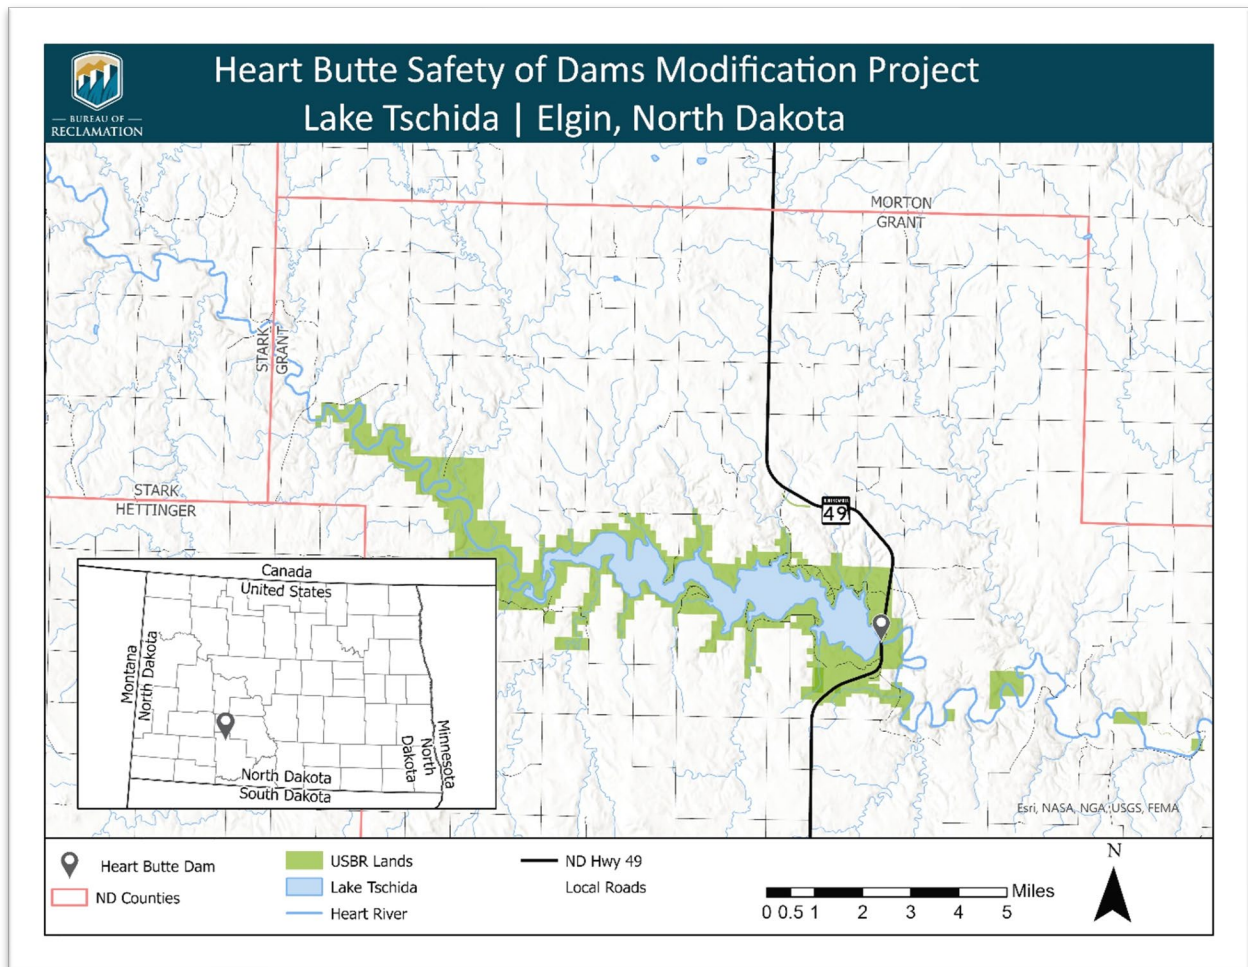 Heart Butte Safety of Dams Modification Project
Lake Tschida | Elgin, North Dakota
BUREAU OF
RECLAMATION
MORTON
GRANT
STARK
GRANT
STARK
HETTINGER
49
Canada
United States
Montana
North Dakota
Minnesota
North
Dakota
North Dakota
South Dakota
Esri, NASA, NGA, USGS, FEMA
Heart Butte Dam
ND Counties
USBR Lands
Lake Tschida
Heart River
ND Hwy 49
Local Roads
Miles
0 0.5 1 2 3 4 5
N